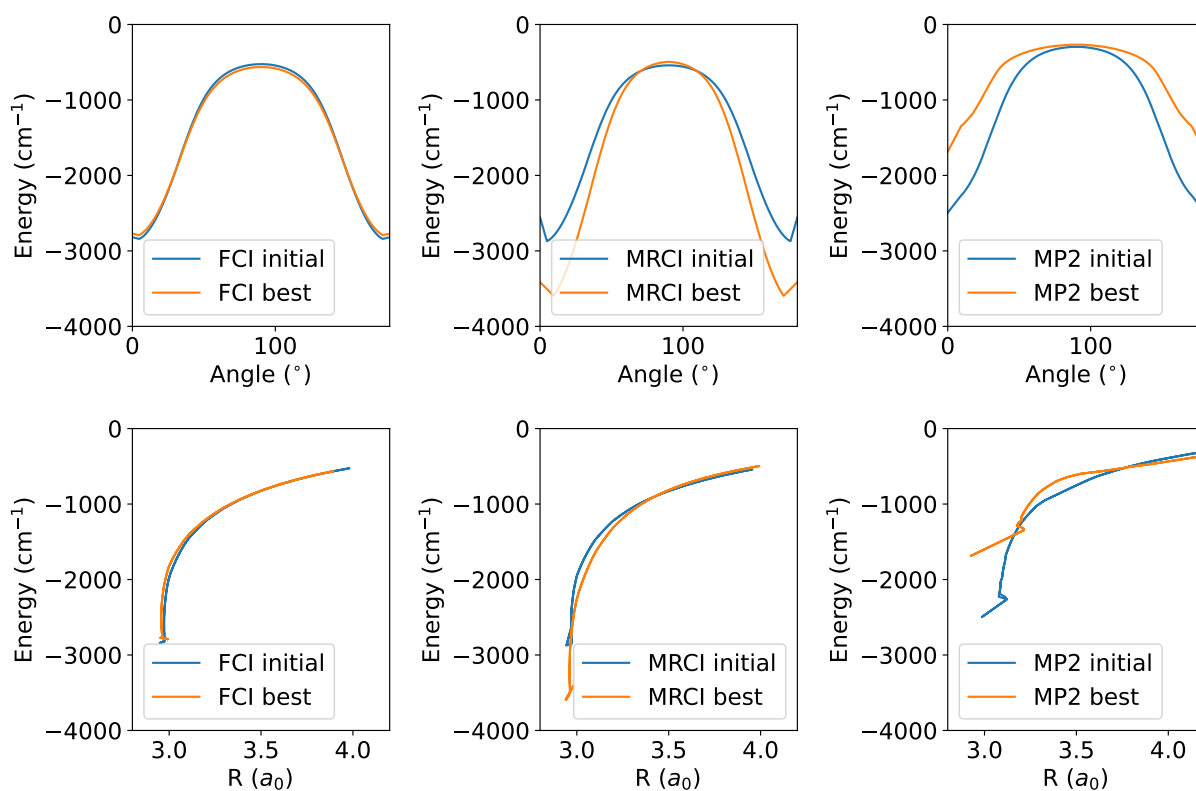 0
−1000
−2000
−3000
−4000
Energy (cm−1)
FCI initial
FCI best
0
100
Angle (°)
0
−1000
−2000
−3000
−4000
Energy (cm−1)
MRCI initial
MRCI best
0
100
Angle (°)
0
−1000
−2000
−3000
−4000
Energy (cm−1)
MP2 initial
MP2 best
0
100
Angle (°)
0
−1000
−2000
−3000
−4000
Energy (cm−1)
FCI initial
FCI best
3.0 3.5 4.0
R (a0)
0
−1000
−2000
−3000
−4000
Energy (cm−1)
MRCI initial
MRCI best
3.0 3.5 4.0
R (a0)
0
−1000
−2000
−3000
−4000
Energy (cm−1)
MP2 initial
MP2 best
3.0 3.5 4.0
R (a0)